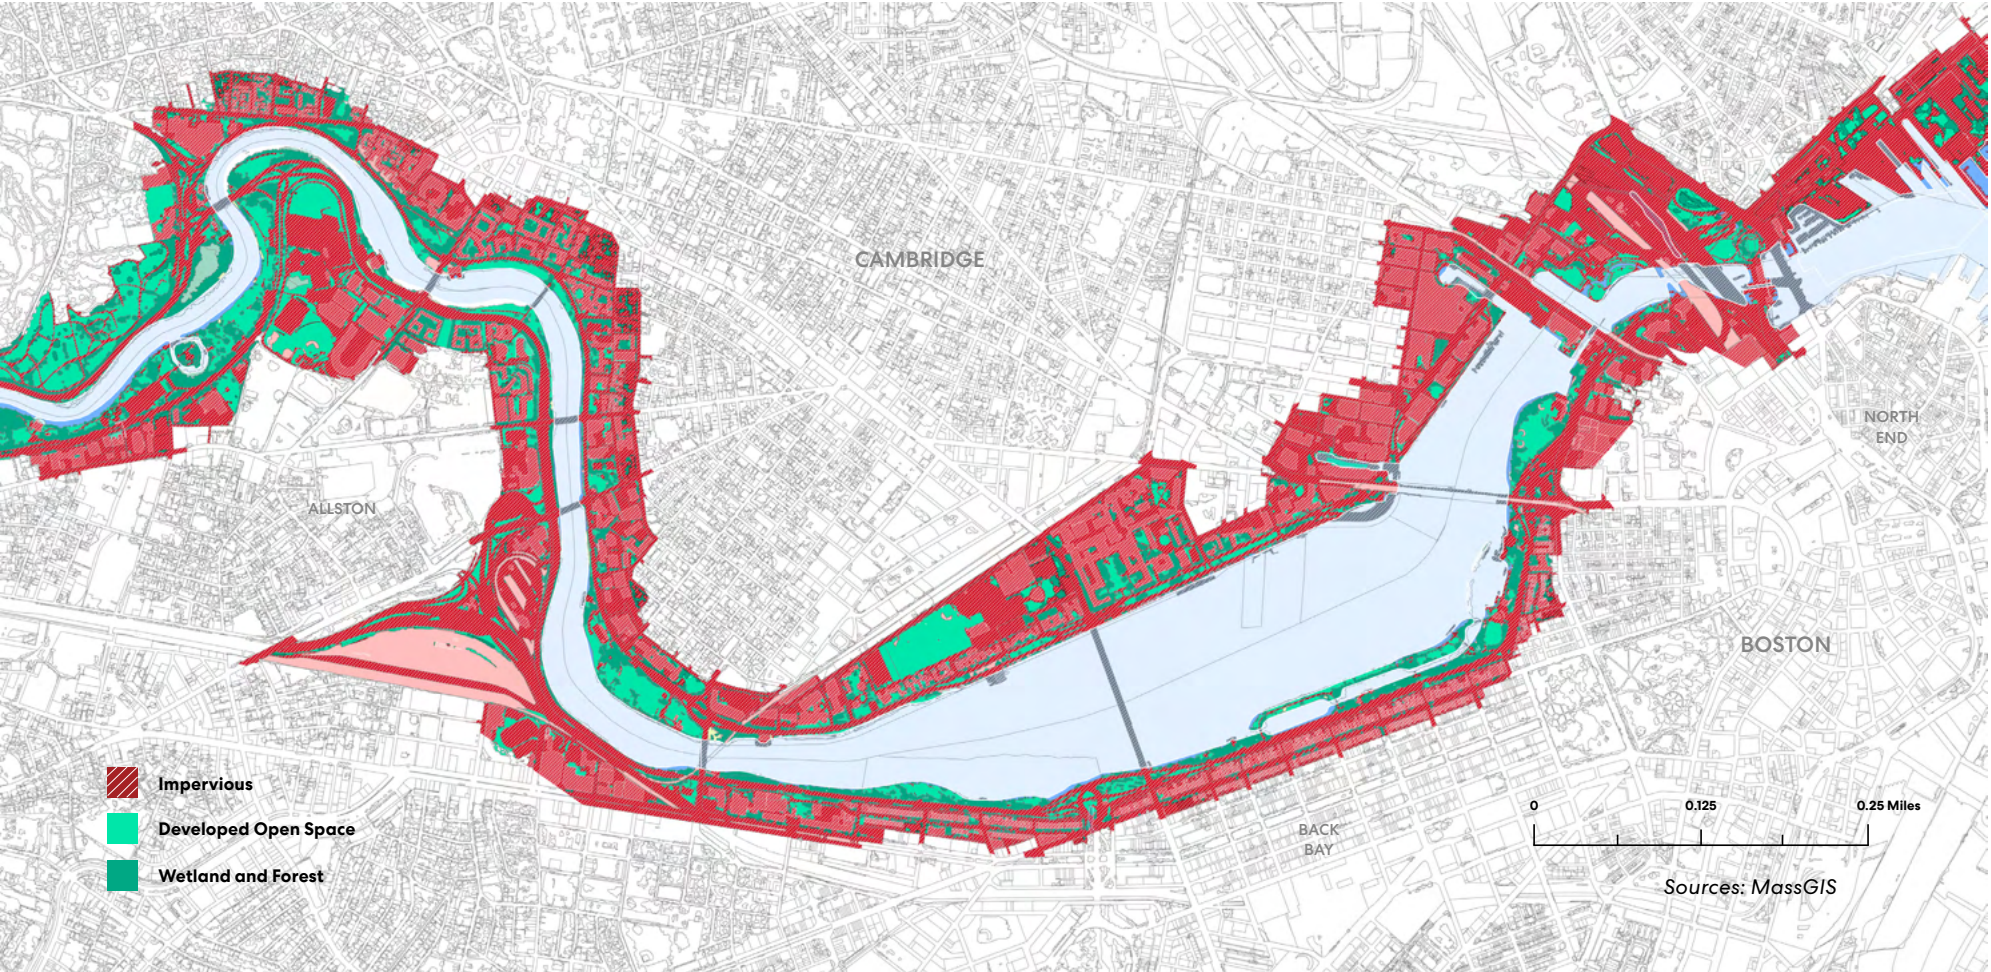 CAMBRIDGE
NORTH
END
ALLSTON
BOSTON
BACK
BAY
Impervious
Developed Open Space
Wetland and Forest
0 0.125 0.25 Miles
Sources: MassGIS